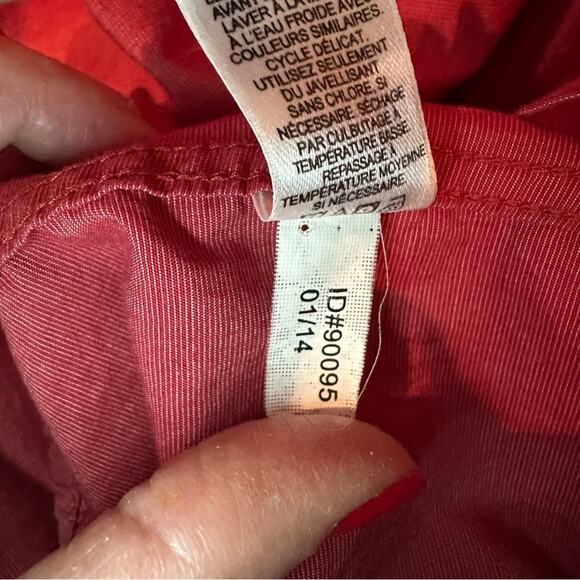 AVANT
LAVER À LA M
À L'EAU FROIDE AVEC
COULEURS SIMILAIRES.
CYCLE DÉLICAT.
UTILISEZ SEULEMENT
DU JAVELLISANT
SANS CHLORE, SI
NÉCESSAIRE. SÉCHAGE
PAR CULBUTAGE À
TEMPÉRATURE BASSE
REPASSAGE À
TEMPÉRATURE MOYENNE
SI NÉCESSAIRE
ID#90095
01/14